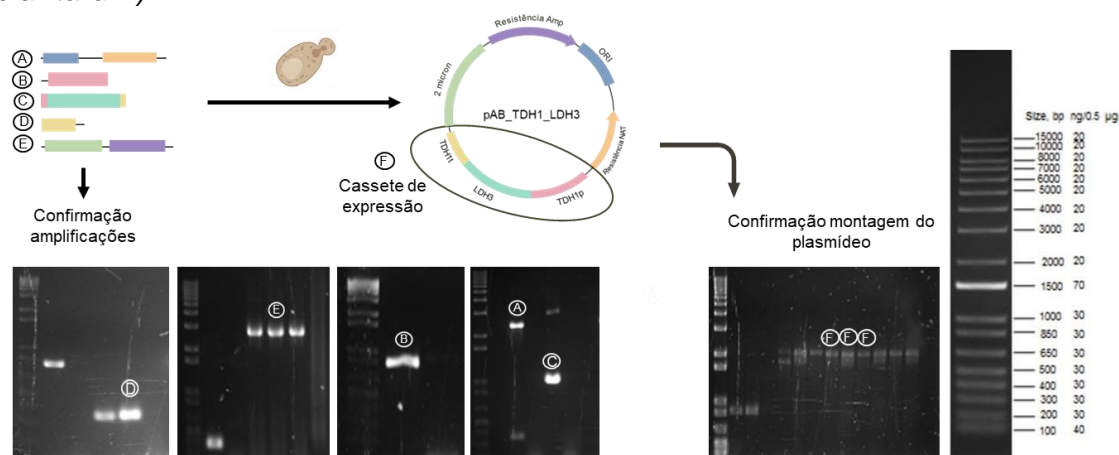 A
B
C
D
E
Resistência Amp
ORI
2 micron
pAB_TDH1_LDH3
Resistência NAT
TDH1t
LDH3
TDH1p
F
Cassete de
expressão
Confirmação
amplificações
Confirmação montagem do
plasmídeo
D
E
B
A
C
F F F
Size, bp ng/0.5 µg
15000 20
10000 20
8000 20
7000 20
6000 20
5000 20
4000 20
3000 20
2000 20
1500 70
1000 30
850 30
650 30
500 30
400 30
300 30
200 30
100 40